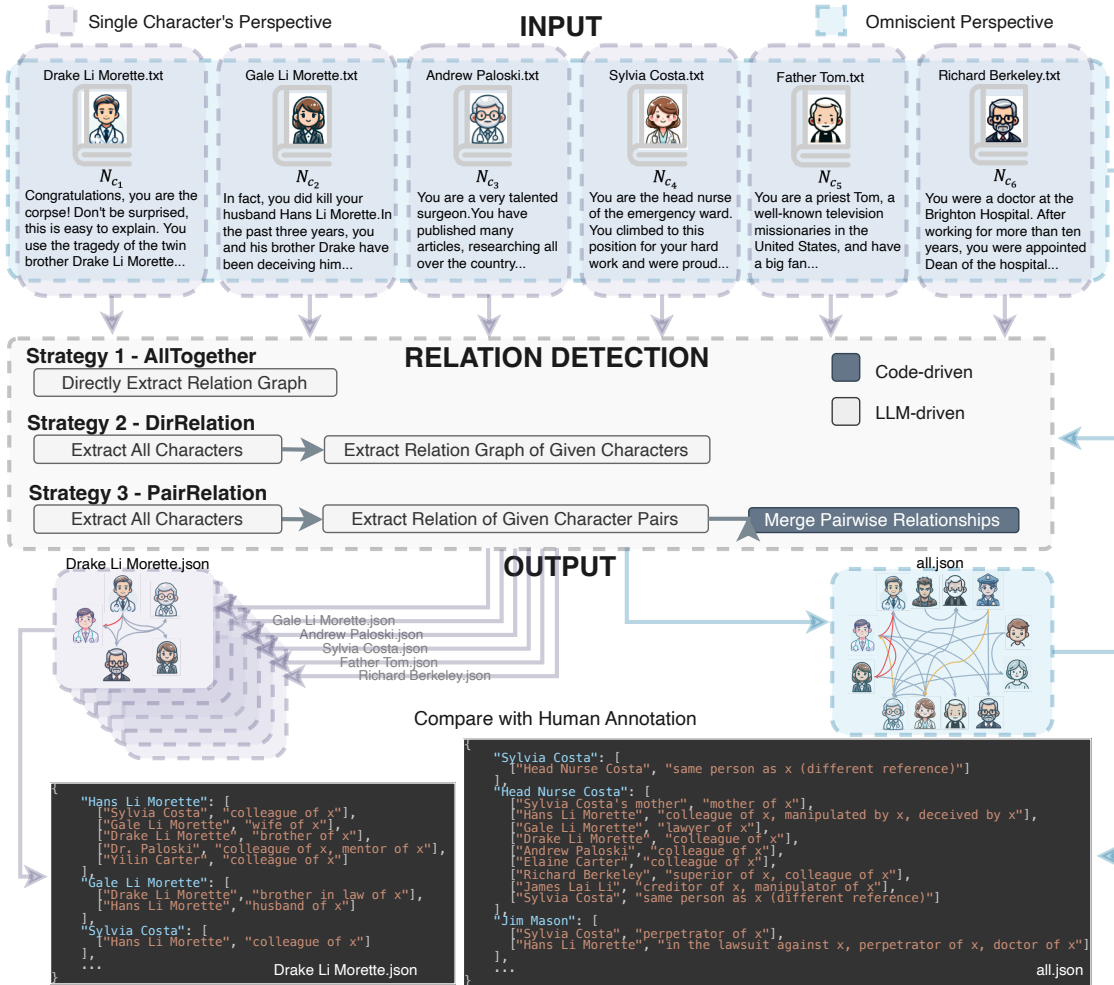 Single Character's Perspective
INPUT
Omniscient Perspective
Drake Li Morette.txt
N_{c_1}
Congratulations, you are the
corpse! Don't be surprised,
this is easy to explain. You
use the tragedy of the twin
brother Drake Li Morette...
Gale Li Morette.txt
N_{c_2}
In fact, you did kill your
husband Hans Li Morette.In
the past three years, you
and his brother Drake have
been deceiving him...
Andrew Paloski.txt
N_{c_3}
You are a very talented
surgeon.You have
published many
articles, researching all
over the country...
Sylvia Costa.txt
N_{c_4}
You are the head nurse
of the emergency ward.
You climbed to this
position for your hard
work and were proud...
Father Tom.txt
N_{c_5}
You are a priest Tom, a
well-known television
missionaries in the
United States, and have
a big fan...
Richard Berkeley.txt
N_{c_6}
You were a doctor at the
Brighton Hospital. After
working for more than ten
years, you were appointed
Dean of the hospital...
RELATION DETECTION
Strategy 1 - AllTogether
Directly Extract Relation Graph
Code-driven
LLM-driven
Strategy 2 - DirRelation
Extract All Characters
Extract Relation Graph of Given Characters
Strategy 3 - PairRelation
Extract All Characters
Extract Relation of Given Character Pairs
Merge Pairwise Relationships
OUTPUT
Drake Li Morette.json
all.json
Gale Li Morette.json
Andrew Paloski.json
Sylvia Costa.json
Father Tom.json
Richard Berkeley.json
Compare with Human Annotation
{
"Hans Li Morette": [
["Sylvia Costa", "colleague of x"],
["Gale Li Morette", "wife of x"],
["Drake Li Morette", "brother of x"],
["Dr. Paloski", "colleague of x, mentor of x"],
["Yilin Carter", "colleague of x"]
],
"Gale Li Morette": [
["Drake Li Morette", "brother in law of x"],
["Hans Li Morette", "husband of x"]
],
"Sylvia Costa": [
["Hans Li Morette", "colleague of x"]
],
...
}
Drake Li Morette.json
{
"Sylvia Costa": [
["Head Nurse Costa", "same person as x (different reference)"]
],
"Head Nurse Costa": [
["Sylvia Costa's mother", "mother of x"],
["Hans Li Morette", "colleague of x, manipulated by x, deceived by x"],
["Gale Li Morette", "lawyer of x"],
["Drake Li Morette", "colleague of x"],
["Andrew Paloski", "colleague of x"],
["Elaine Carter", "colleague of x"],
["Richard Berkeley", "superior of x, colleague of x"],
["James Lai Li", "creditor of x, manipulator of x"],
["Sylvia Costa", "same person as x (different reference)"]
],
"Jim Mason": [
["Sylvia Costa", "perpetrator of x"],
["Hans Li Morette", "in the lawsuit against x, perpetrator of x, doctor of x"]
],
...
}
all.json